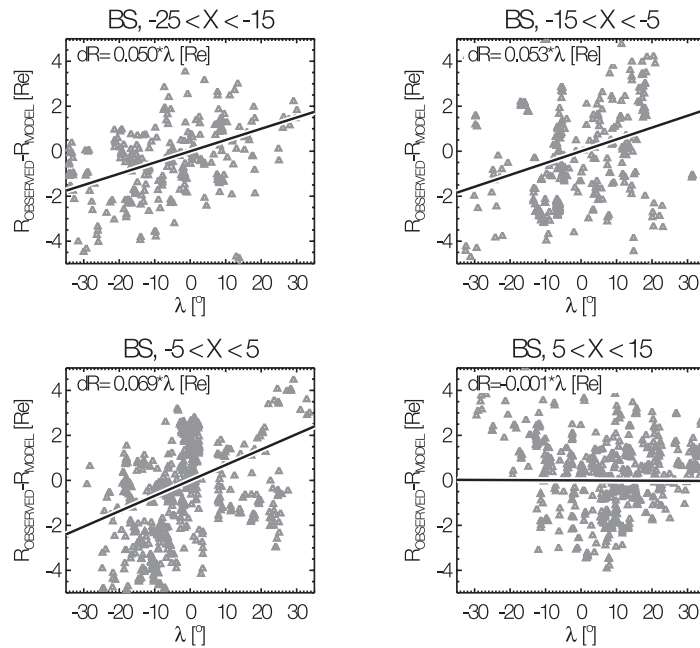 BS, -25 < X < -15
dR= 0.050*λ [Re]
R_OBSERVED-R_MODEL [Re]
4
2
0
-2
-4
-30 -20 -10 0 10 20 30
λ [°]
BS, -15 < X < -5
dR= 0.053*λ [Re]
R_OBSERVED-R_MODEL [Re]
4
2
0
-2
-4
-30 -20 -10 0 10 20 30
λ [°]
BS, -5 < X < 5
dR= 0.069*λ [Re]
R_OBSERVED-R_MODEL [Re]
4
2
0
-2
-4
-30 -20 -10 0 10 20 30
λ [°]
BS, 5 < X < 15
dR=-0.001*λ [Re]
R_OBSERVED-R_MODEL [Re]
4
2
0
-2
-4
-30 -20 -10 0 10 20 30
λ [°]